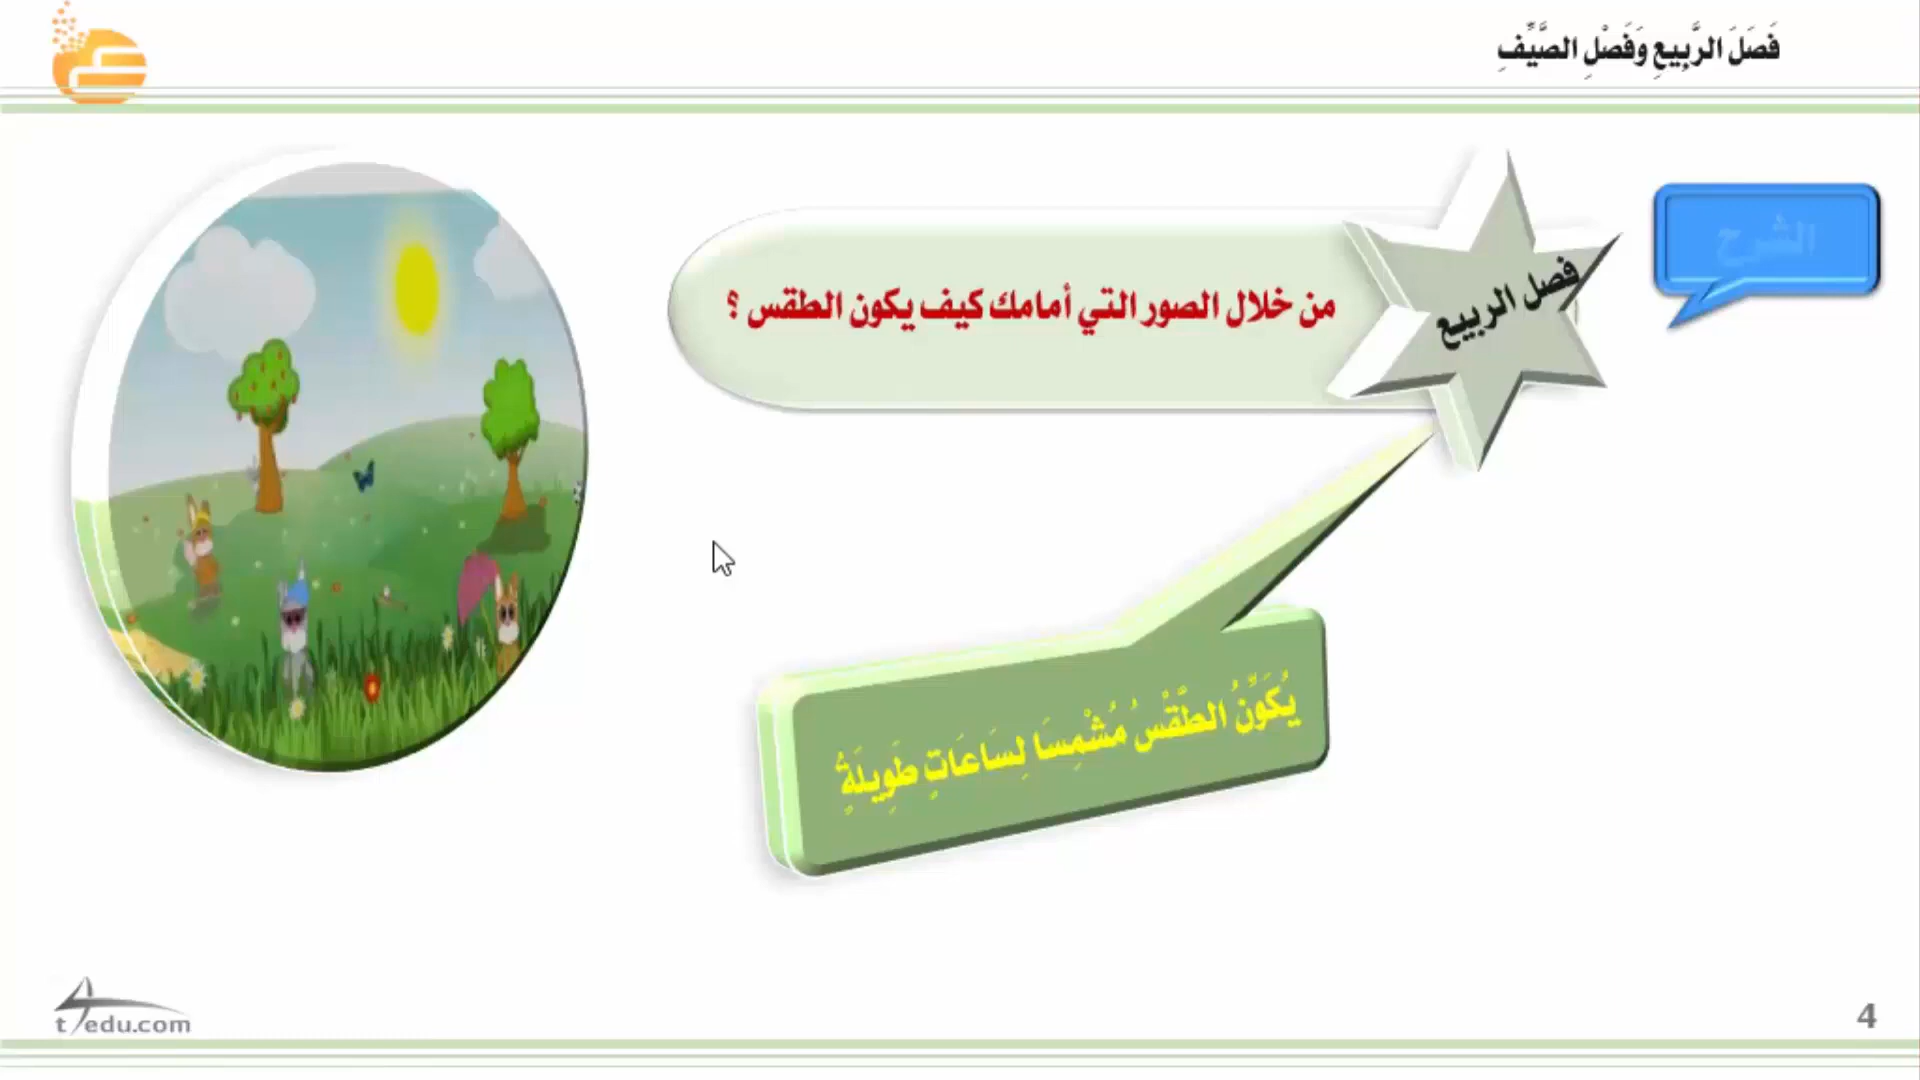 فَصَلَ الرَّبِيعِ وَفَصْلِ الصَّيِّفِ
الشرح
فصل الربيع
من خلال الصور التي أمامك كيف يكون الطقس ؟
يُكَوَّنُ الطَّقْسُ مُشْمِسًا لِسَاعَاتٍ طَوِيلَةٍ
edu.com
4